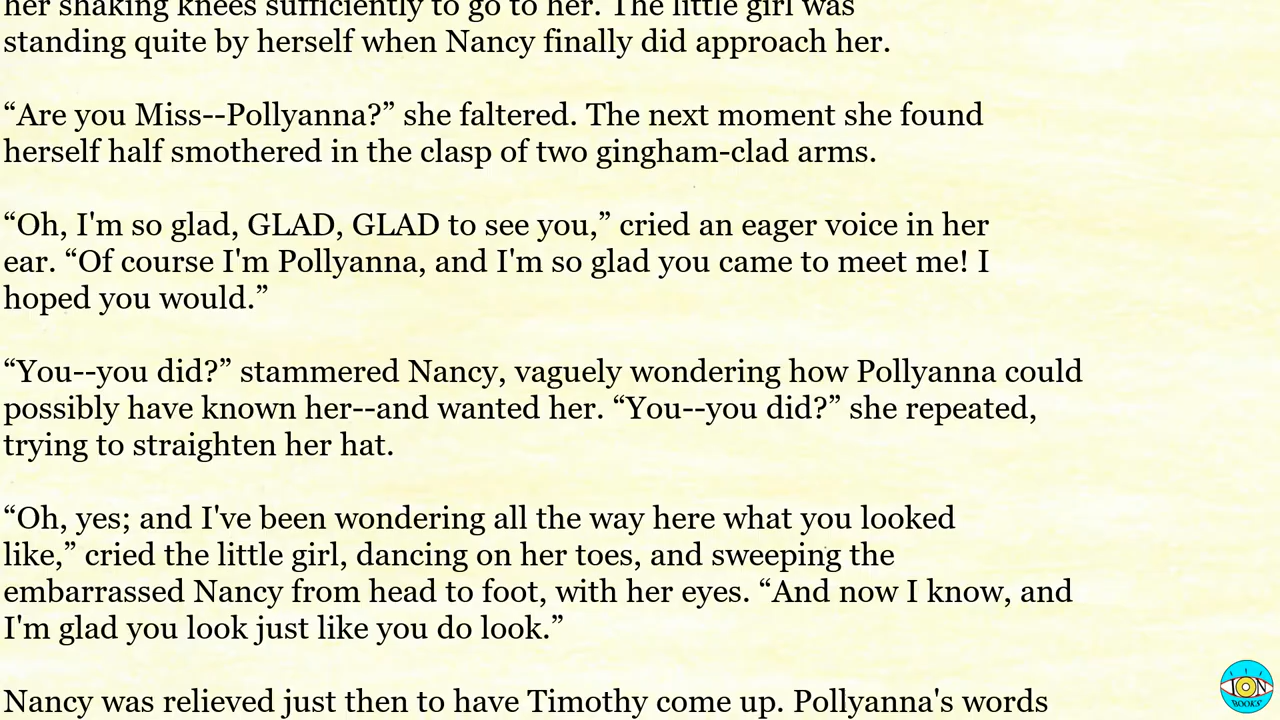 her shaking knees sufficiently to go to her. The little girl was
standing quite by herself when Nancy finally did approach her.
“Are you Miss--Pollyanna?” she faltered. The next moment she found
herself half smothered in the clasp of two gingham-clad arms.
“Oh, I'm so glad, GLAD, GLAD to see you,” cried an eager voice in her
ear. “Of course I'm Pollyanna, and I'm so glad you came to meet me! I
hoped you would.”
“You--you did?” stammered Nancy, vaguely wondering how Pollyanna could
possibly have known her--and wanted her. “You--you did?” she repeated,
trying to straighten her hat.
“Oh, yes; and I've been wondering all the way here what you looked
like,” cried the little girl, dancing on her toes, and sweeping the
embarrassed Nancy from head to foot, with her eyes. “And now I know, and
I'm glad you look just like you do look.”
Nancy was relieved just then to have Timothy come up. Pollyanna's words
ION
BOOKS